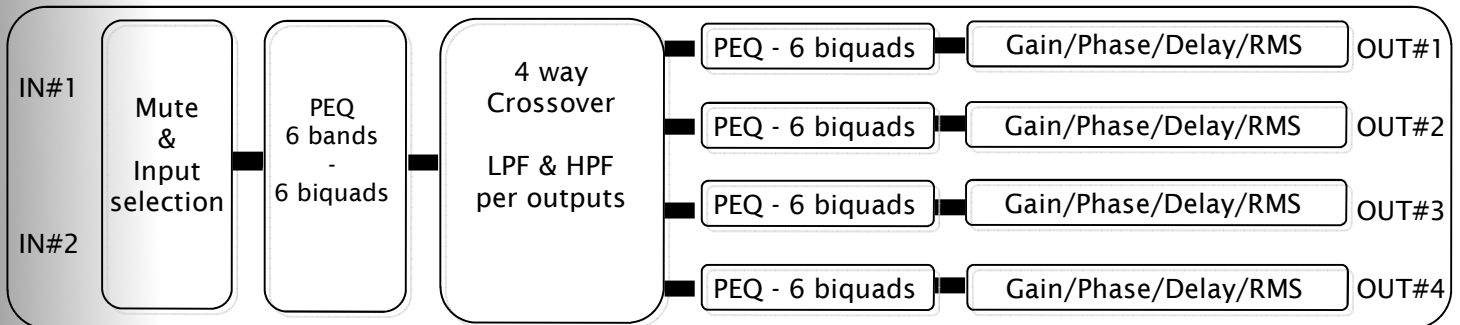 IN#1
IN#2
Mute
&
Input
selection
PEQ
6 bands
-
6 biquads
4 way
Crossover
LPF & HPF
per outputs
PEQ - 6 biquads
Gain/Phase/Delay/RMS
OUT#1
PEQ - 6 biquads
Gain/Phase/Delay/RMS
OUT#2
PEQ - 6 biquads
Gain/Phase/Delay/RMS
OUT#3
PEQ - 6 biquads
Gain/Phase/Delay/RMS
OUT#4